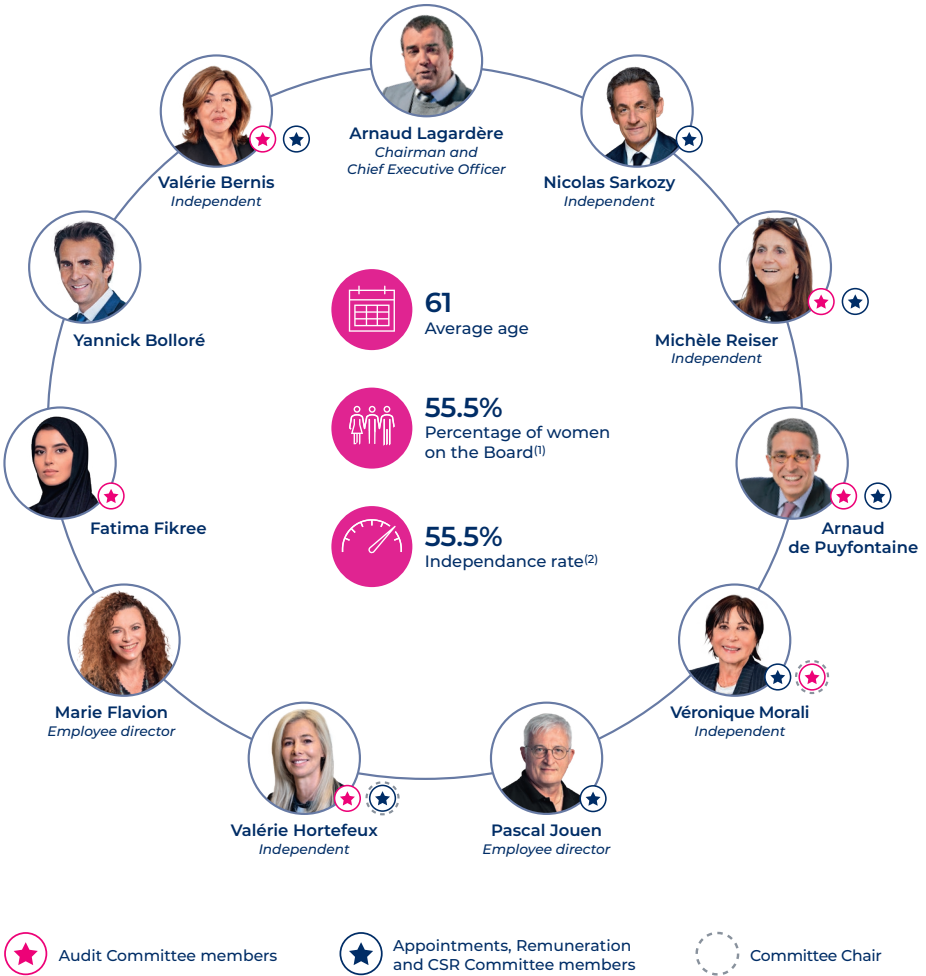 Arnaud Lagardère
Chairman and
Chief Executive Officer
Valérie Bernis
Independent
Nicolas Sarkozy
Independent
Yannick Bolloré
61
Average age
Michèle Reiser
Independent
55.5%
Percentage of women
on the Board(1)
Fatima Fikree
55.5%
Independance rate(2)
Arnaud
de Puyfontaine
Marie Flavion
Employee director
Véronique Morali
Independent
Valérie Hortefeux
Independent
Pascal Jouen
Employee director
Audit Committee members
Appointments, Remuneration
and CSR Committee members
Committee Chair